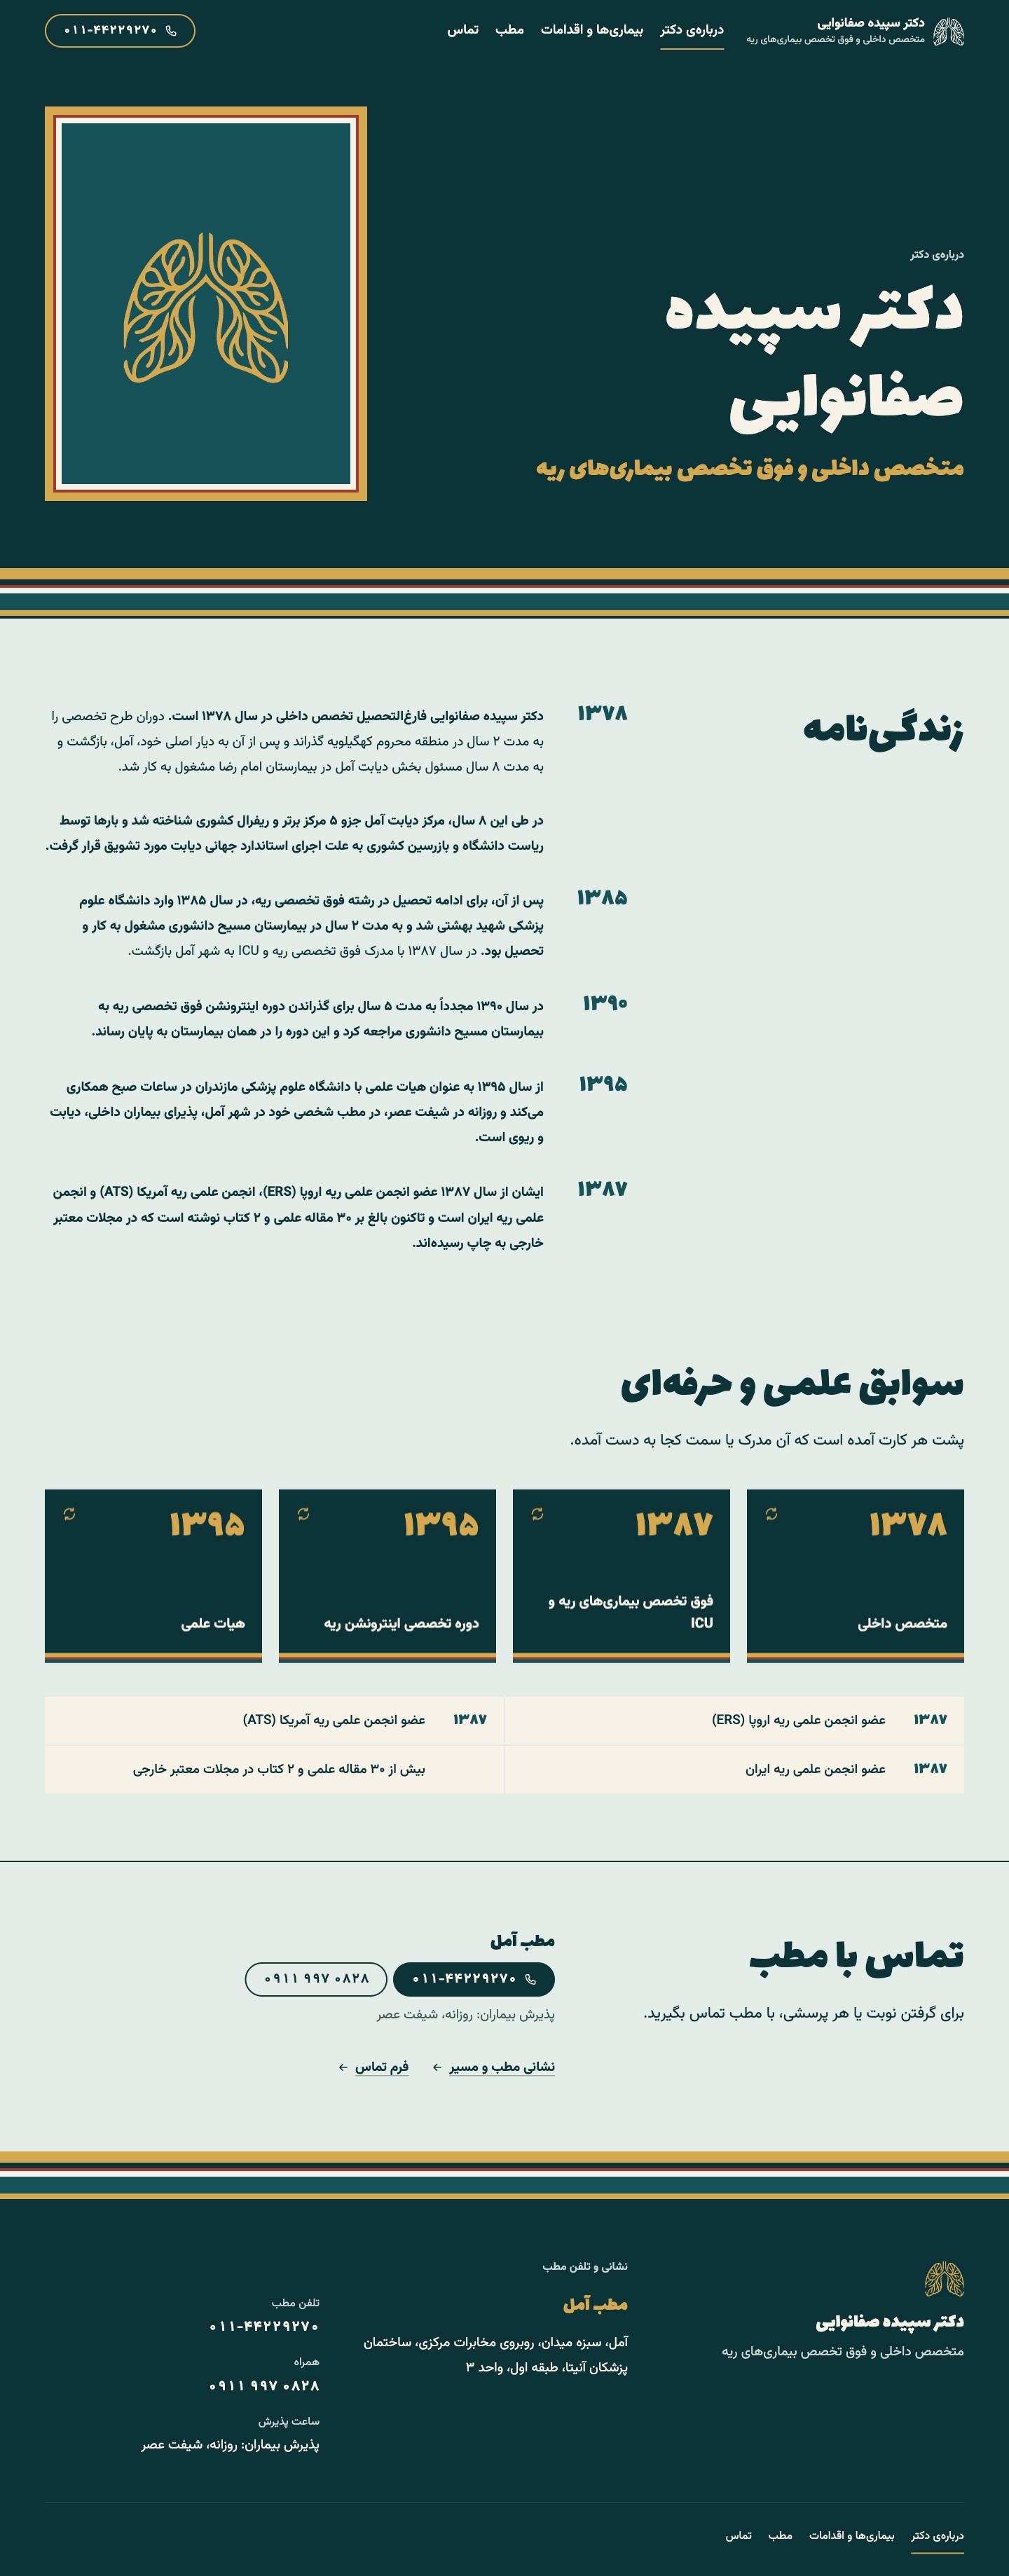 دکتر سپیده صفانوایی
متخصص داخلی و فوق تخصص بیماری‌های ریه
درباره‌ی دکتر
بیماری‌ها و اقدامات
مطب
تماس
۰۱۱-۴۴۲۲۹۲۷۰
درباره‌ی دکتر
دکتر سپیده
صفانوایی
متخصص داخلی و فوق تخصص بیماری‌های ریه
زندگی‌نامه
۱۳۷۸
دکتر سپیده صفانوایی فارغ‌التحصیل تخصص داخلی در سال ۱۳۷۸ است. دوران طرح تخصصی را
به مدت ۲ سال در منطقه محروم کهگیلویه گذراند و پس از آن به دیار اصلی خود، آمل، بازگشت و
به مدت ۸ سال مسئول بخش دیابت آمل در بیمارستان امام رضا مشغول به کار شد.
در طی این ۸ سال، مرکز دیابت آمل جزو ۵ مرکز برتر و ریفرال کشوری شناخته شد و بارها توسط
ریاست دانشگاه و بازرسین کشوری به علت اجرای استاندارد جهانی دیابت مورد تشویق قرار گرفت.
۱۳۸۵
پس از آن، برای ادامه تحصیل در رشته فوق تخصصی ریه، در سال ۱۳۸۵ وارد دانشگاه علوم
پزشکی شهید بهشتی شد و به مدت ۲ سال در بیمارستان مسیح دانشوری مشغول به کار و
تحصیل بود. در سال ۱۳۸۷ با مدرک فوق تخصصی ریه و ICU به شهر آمل بازگشت.
۱۳۹۰
در سال ۱۳۹۰ مجدداً به مدت ۵ سال برای گذراندن دوره اینترونشن فوق تخصصی ریه به
بیمارستان مسیح دانشوری مراجعه کرد و این دوره را در همان بیمارستان به پایان رساند.
۱۳۹۵
از سال ۱۳۹۵ به عنوان هیات علمی با دانشگاه علوم پزشکی مازندران در ساعات صبح همکاری
می‌کند و روزانه در شیفت عصر، در مطب شخصی خود در شهر آمل، پذیرای بیماران داخلی، دیابت
و ریوی است.
۱۳۸۷
ایشان از سال ۱۳۸۷ عضو انجمن علمی ریه اروپا (ERS)، انجمن علمی ریه آمریکا (ATS) و انجمن
علمی ریه ایران است و تاکنون بالغ بر ۳۰ مقاله علمی و ۲ کتاب نوشته است که در مجلات معتبر
خارجی به چاپ رسیده‌اند.
سوابق علمی و حرفه‌ای
پشت هر کارت آمده است که آن مدرک یا سمت کجا به دست آمده.
۱۳۷۸
متخصص داخلی
۱۳۸۷
فوق تخصص بیماری‌های ریه و
ICU
۱۳۹۵
دوره تخصصی اینترونشن ریه
۱۳۹۵
هیات علمی
۱۳۸۷
عضو انجمن علمی ریه اروپا (ERS)
۱۳۸۷
عضو انجمن علمی ریه آمریکا (ATS)
۱۳۸۷
عضو انجمن علمی ریه ایران
بیش از ۳۰ مقاله علمی و ۲ کتاب در مجلات معتبر خارجی
تماس با مطب
برای گرفتن نوبت یا هر پرسشی، با مطب تماس بگیرید.
مطب آمل
۰۱۱-۴۴۲۲۹۲۷۰
۰۹۱۱ ۹۹۷ ۰۸۲۸
پذیرش بیماران: روزانه، شیفت عصر
نشانی مطب و مسیر ←
فرم تماس ←
دکتر سپیده صفانوایی
متخصص داخلی و فوق تخصص بیماری‌های ریه
نشانی و تلفن مطب
مطب آمل
آمل، سبزه میدان، روبروی مخابرات مرکزی، ساختمان
پزشکان آنیتا، طبقه اول، واحد ۳
تلفن مطب
۰۱۱-۴۴۲۲۹۲۷۰
همراه
۰۹۱۱ ۹۹۷ ۰۸۲۸
ساعت پذیرش
پذیرش بیماران: روزانه، شیفت عصر
درباره‌ی دکتر
بیماری‌ها و اقدامات
مطب
تماس